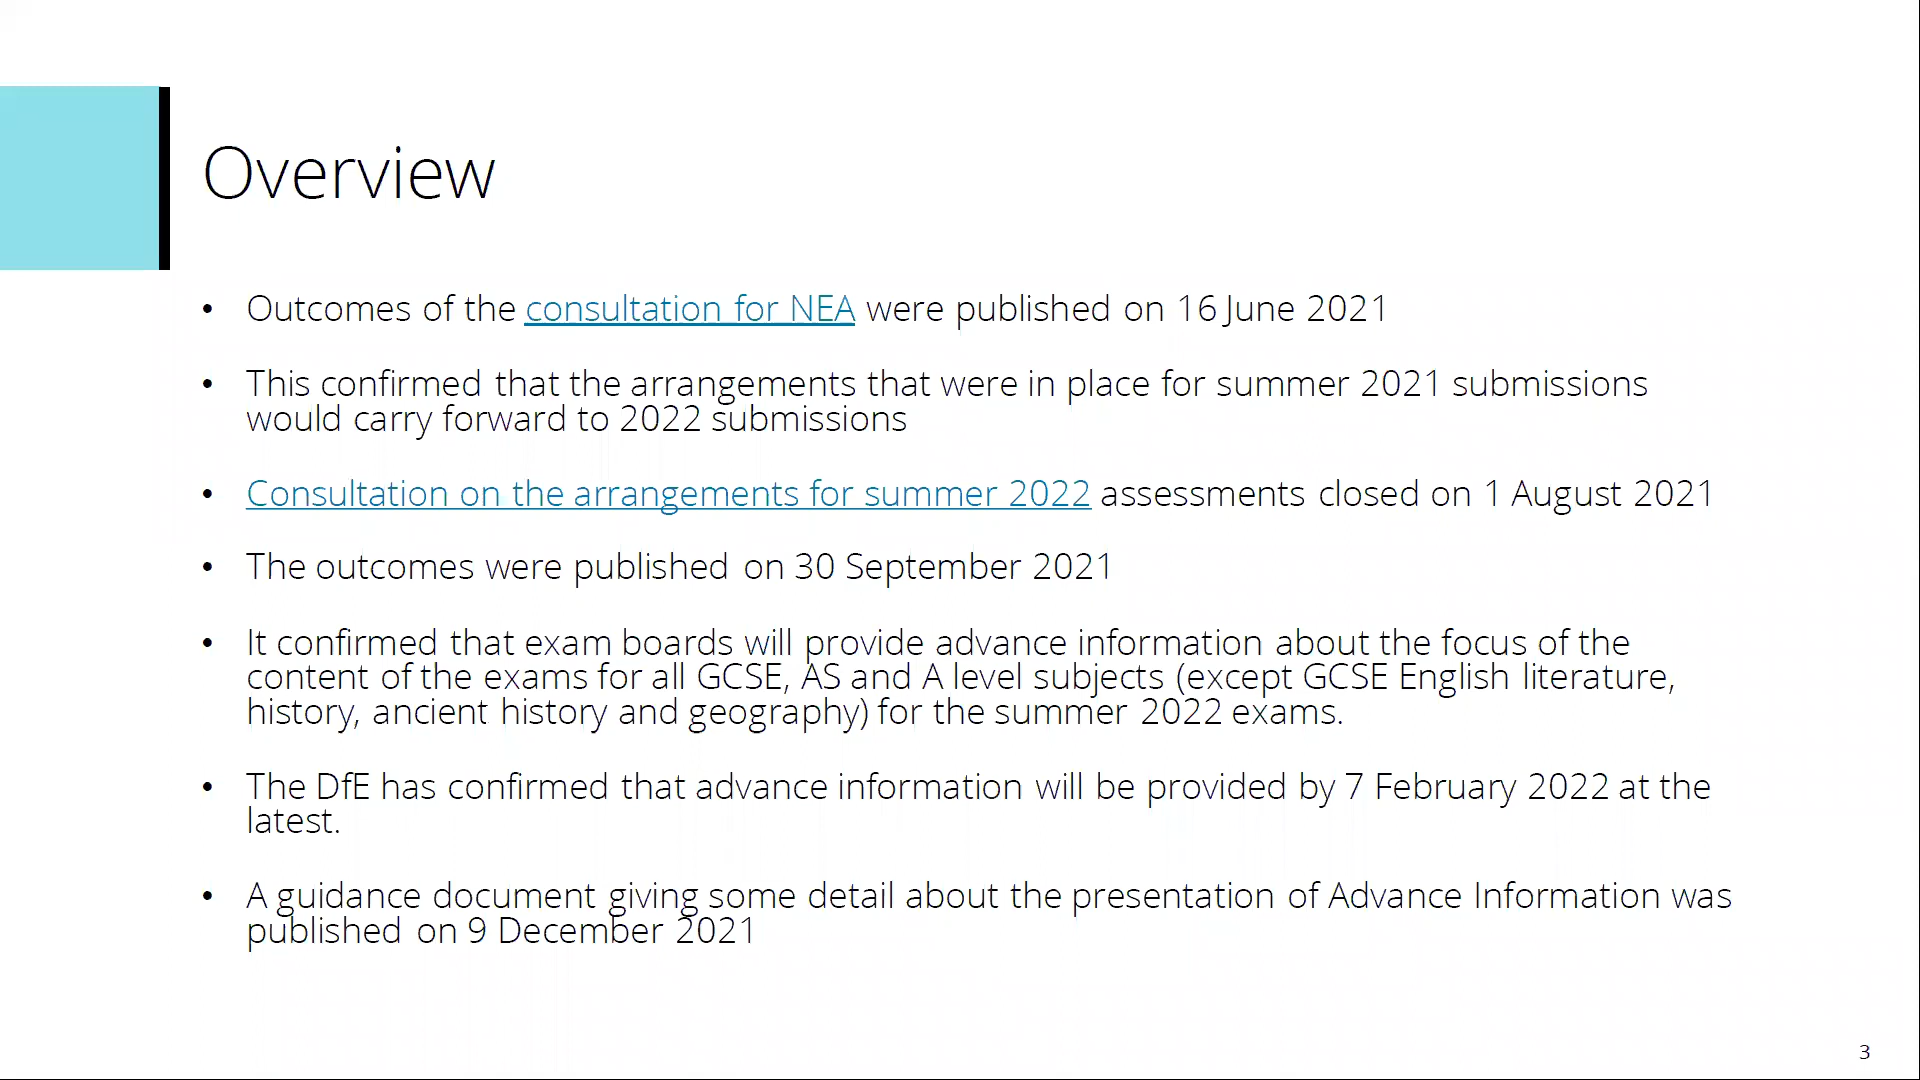 Overview
• Outcomes of the consultation for NEA were published on 16 June 2021
• This confirmed that the arrangements that were in place for summer 2021 submissions
would carry forward to 2022 submissions
• Consultation on the arrangements for summer 2022 assessments closed on 1 August 2021
• The outcomes were published on 30 September 2021
• It confirmed that exam boards will provide advance information about the focus of the
content of the exams for all GCSE, AS and A level subjects (except GCSE English literature,
history, ancient history and geography) for the summer 2022 exams.
• The DfE has confirmed that advance information will be provided by 7 February 2022 at the
latest.
• A guidance document giving some detail about the presentation of Advance Information was
published on 9 December 2021
3